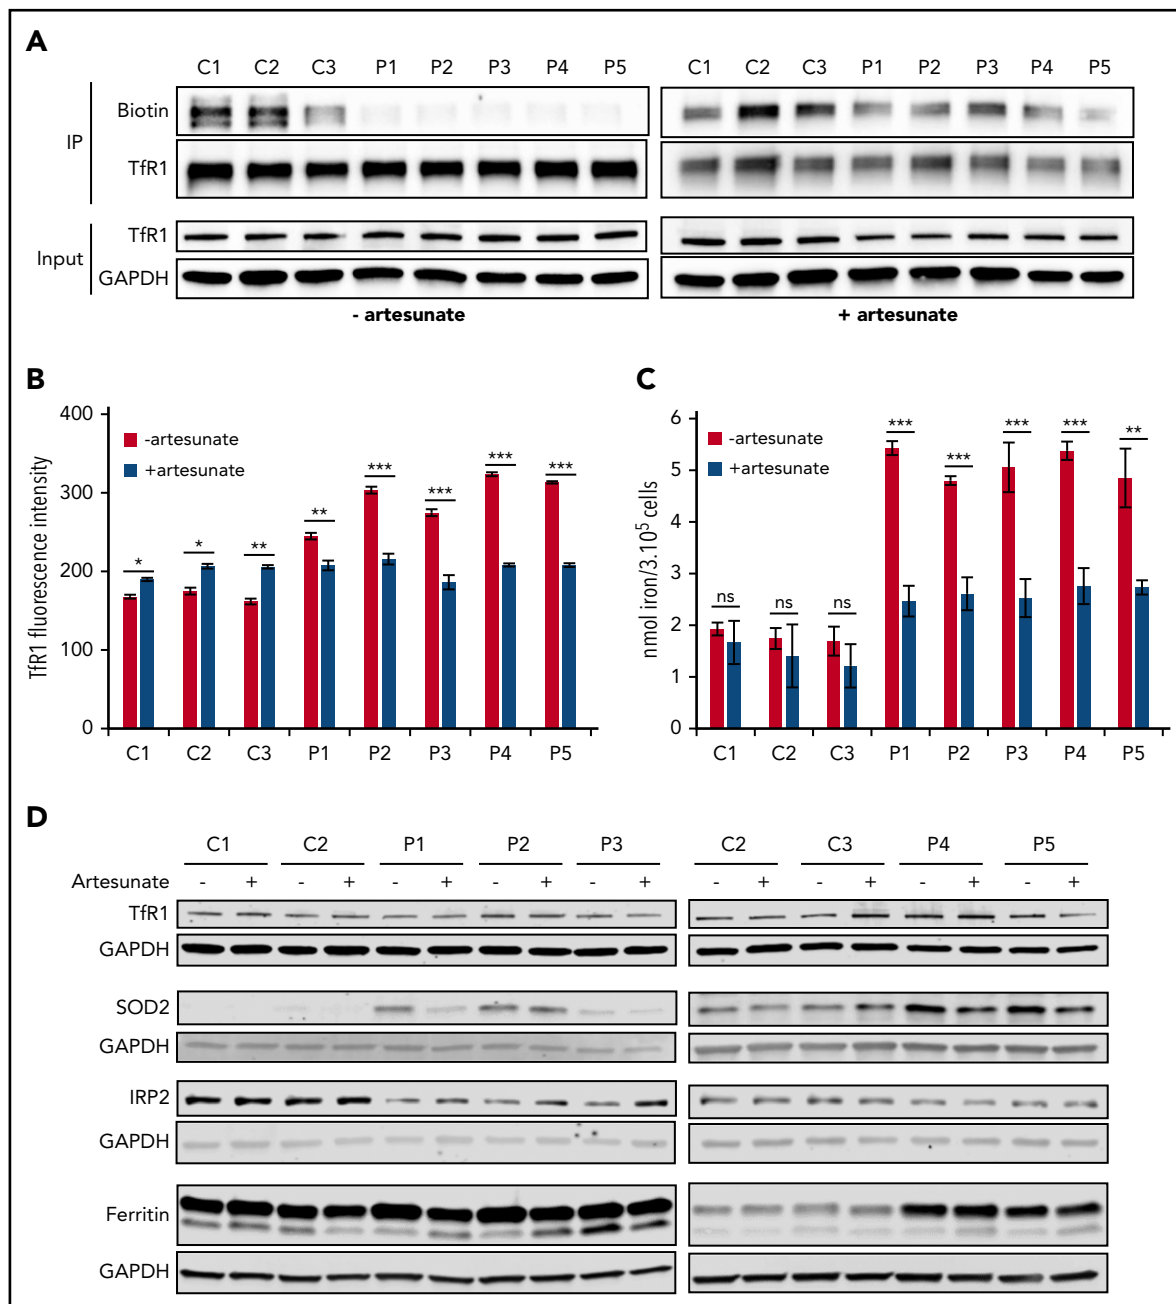 A
C1 C2 C3 P1 P2 P3 P4 P5 C1 C2 C3 P1 P2 P3 P4 P5
IP
Biotin
TfR1
Input
TfR1
GAPDH
- artesunate + artesunate
B
TfR1 fluorescence intensity
400
300
200
100
0
-artesunate
+artesunate
* * ** ** *** *** *** ***
C1 C2 C3 P1 P2 P3 P4 P5
C
nmol iron/3.10⁵ cells
6
5
4
3
2
1
0
-artesunate
+artesunate
ns ns ns *** *** *** *** **
C1 C2 C3 P1 P2 P3 P4 P5
D
C1 C2 P1 P2 P3 C2 C3 P4 P5
Artesunate - + - + - + - + - + - + - + - + - +
TfR1
GAPDH
SOD2
GAPDH
IRP2
GAPDH
Ferritin
GAPDH